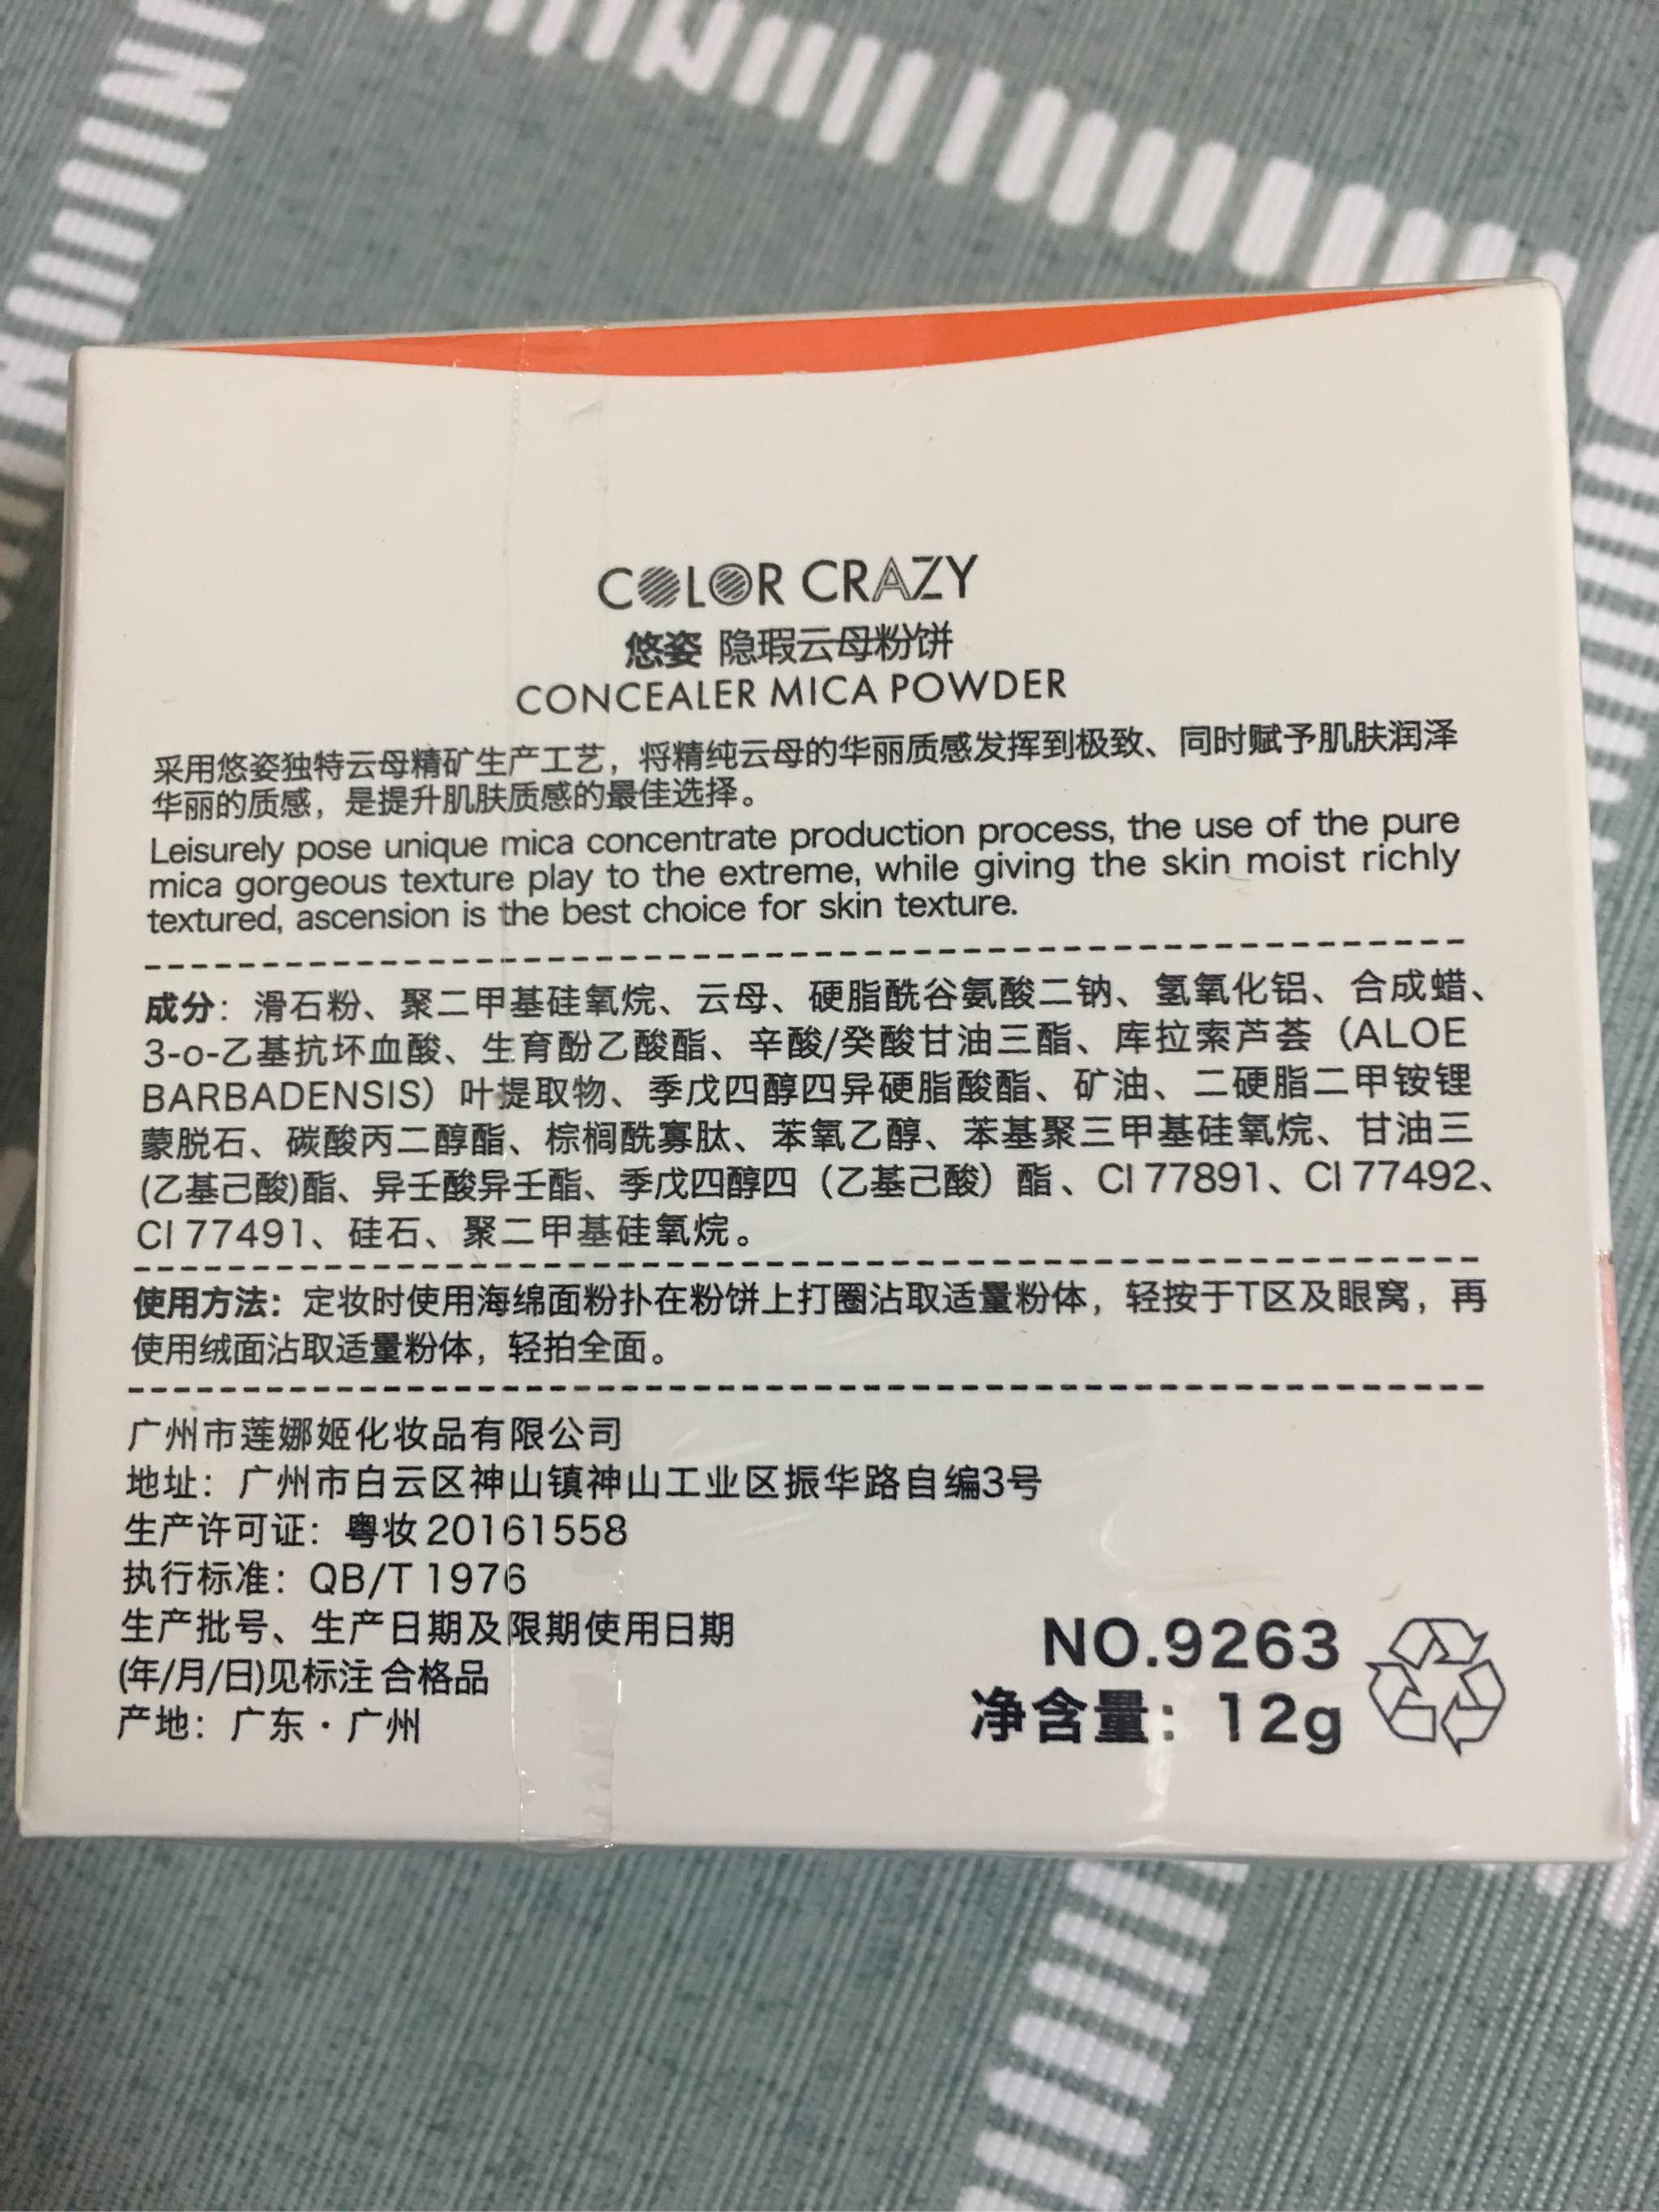 COLOR CRAZY
悠姿 隐瑕云母粉饼
CONCEALER MICA POWDER
采用悠姿独特云母精矿生产工艺，将精纯云母的华丽质感发挥到极致、同时赋予肌肤润泽
华丽的质感，是提升肌肤质感的最佳选择。
Leisurely pose unique mica concentrate production process, the use of the pure
mica gorgeous texture play to the extreme, while giving the skin moist richly
textured, ascension is the best choice for skin texture.
成分：滑石粉、聚二甲基硅氧烷、云母、硬脂酰谷氨酸二钠、氢氧化铝、合成蜡、
3-o-乙基抗坏血酸、生育酚乙酸酯、辛酸/癸酸甘油三酯、库拉索芦荟（ALOE
BARBADENSIS）叶提取物、季戊四醇四异硬脂酸酯、矿油、二硬脂二甲铵锂
蒙脱石、碳酸丙二醇酯、棕榈酰寡肽、苯氧乙醇、苯基聚三甲基硅氧烷、甘油三
(乙基己酸)酯、异壬酸异壬酯、季戊四醇四（乙基己酸）酯、CI 77891、CI 77492、
CI 77491、硅石、聚二甲基硅氧烷。
使用方法：定妆时使用海绵面粉扑在粉饼上打圈沾取适量粉体，轻按于T区及眼窝，再
使用绒面沾取适量粉体，轻拍全面。
广州市莲娜姬化妆品有限公司
地址：广州市白云区神山镇神山工业区振华路自编3号
生产许可证：粤妆20161558
执行标准：QB/T 1976
生产批号、生产日期及限期使用日期
(年/月/日)见标注 合格品
产地：广东·广州
NO.9263
净含量：12g